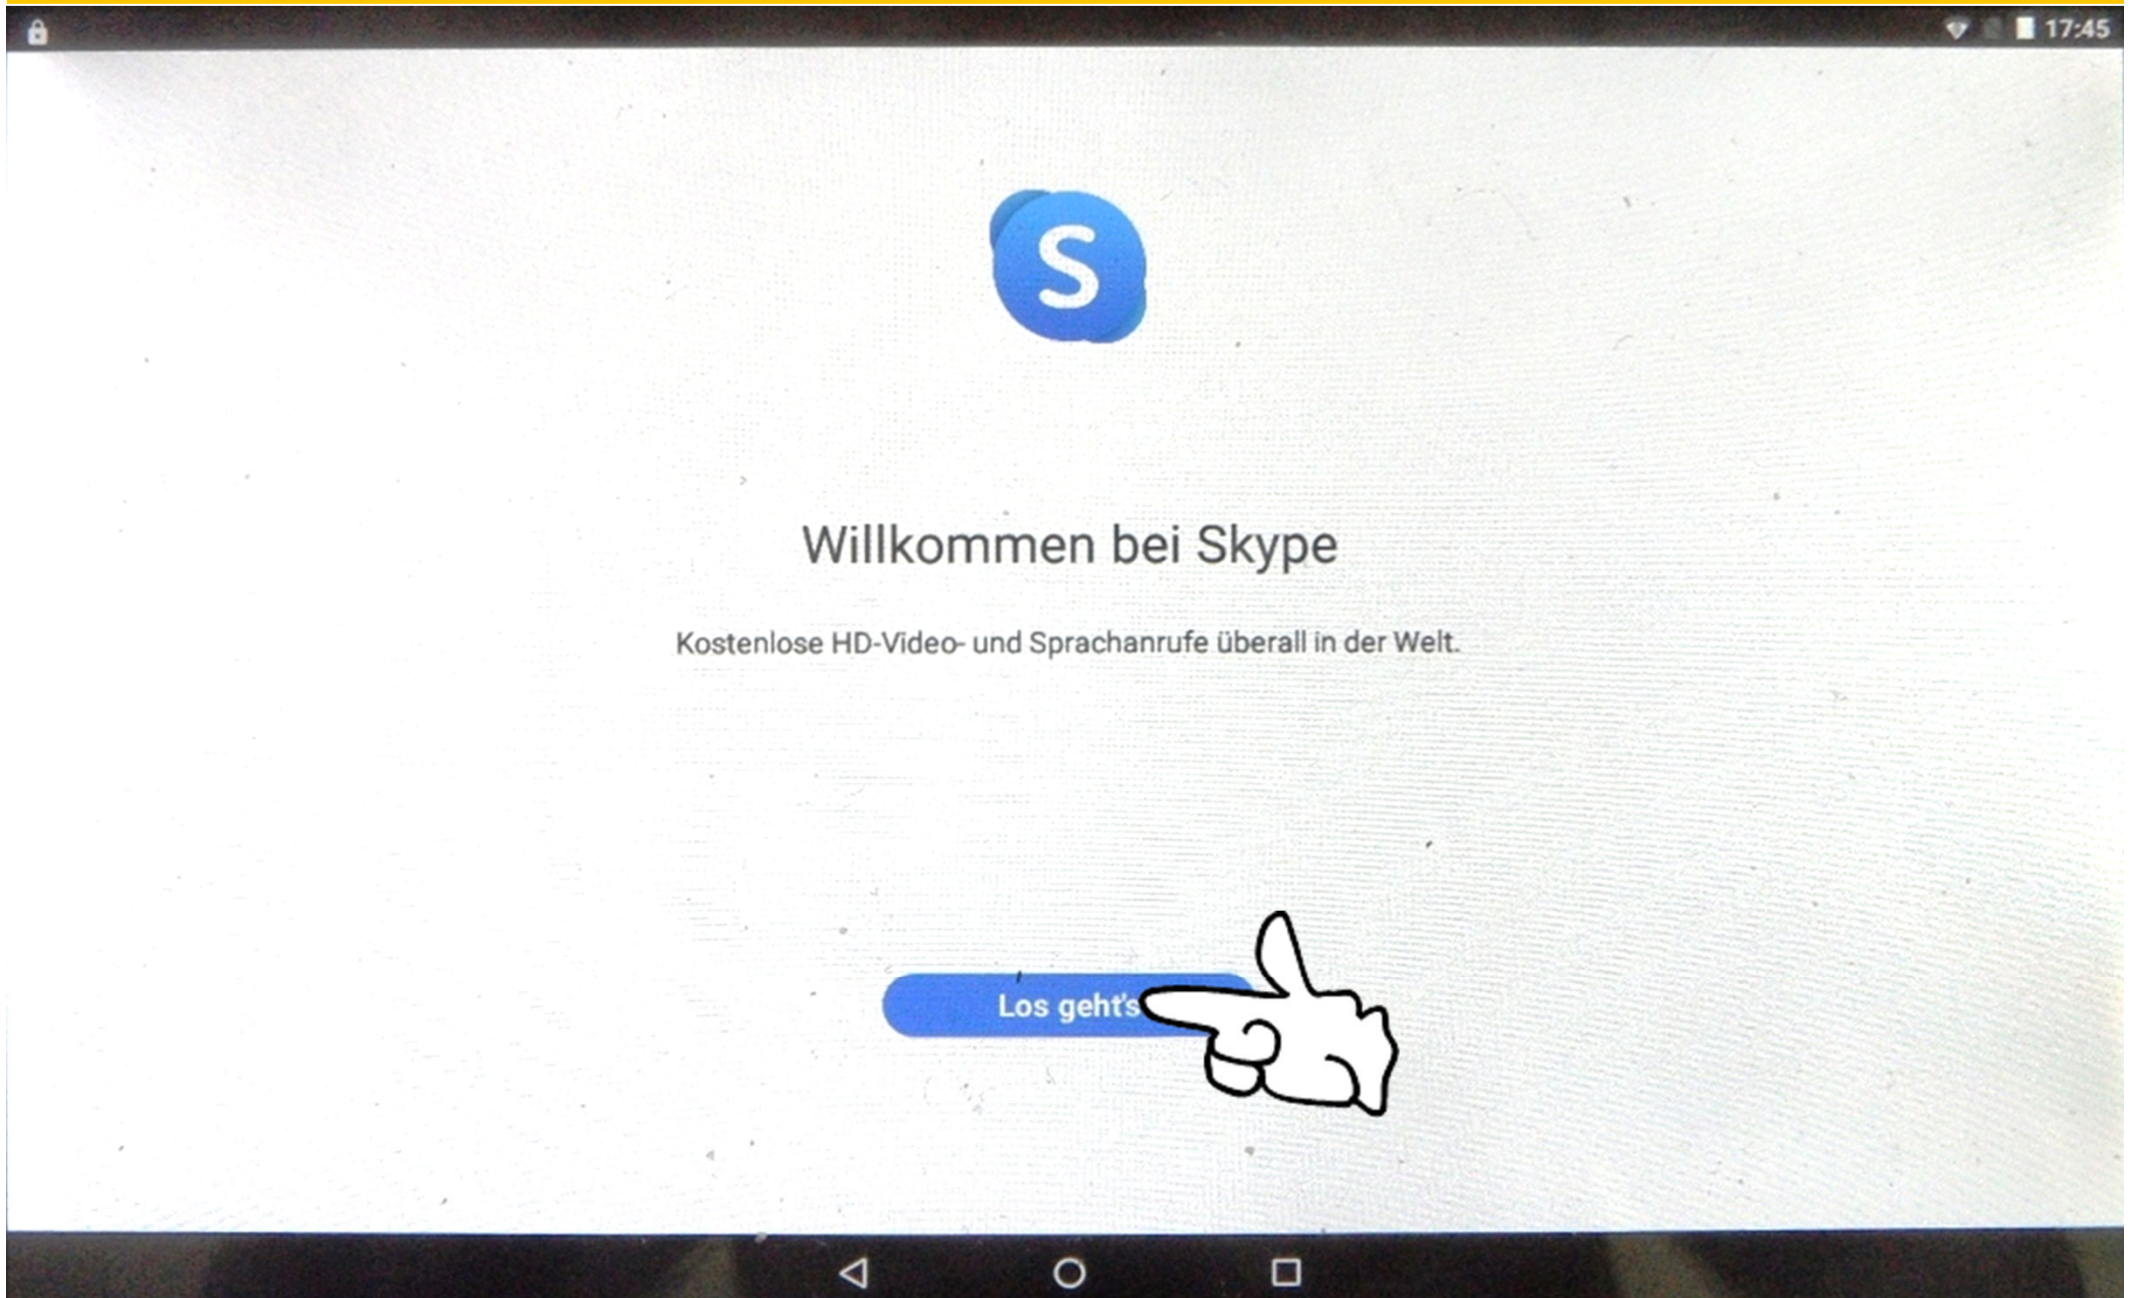 17:45
S
Willkommen bei Skype
Kostenlose HD-Video- und Sprachanrufe überall in der Welt.
Los geht's